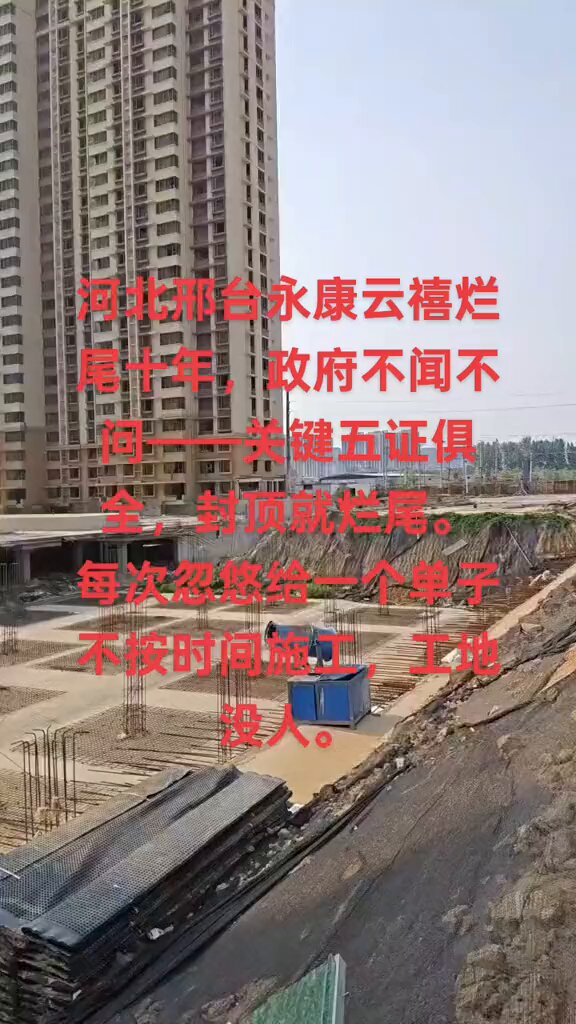 河北邢台永康云禧烂
尾十年，政府不闻不
问——关键五证俱
全，封顶就烂尾。
每次忽悠给一个单子
不按时间施工，工地
没人。